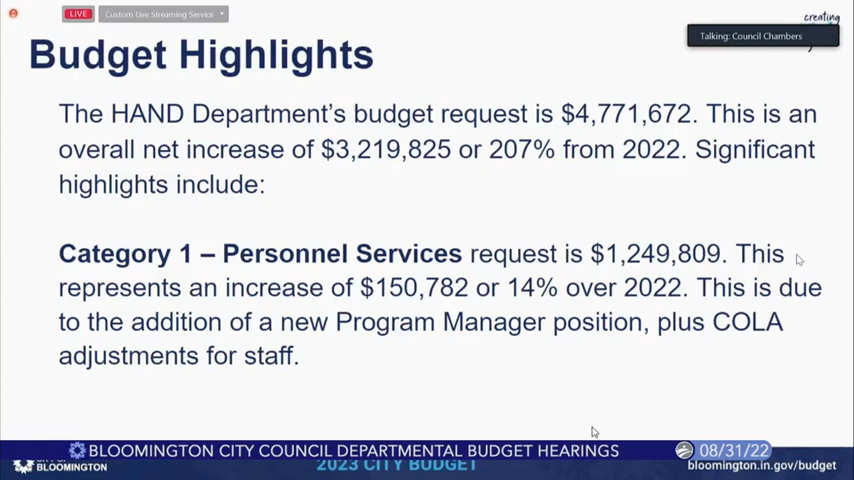 LIVE
Custom Live Streaming Service
creating
Talking: Council Chambers
Budget Highlights
The HAND Department's budget request is $4,771,672. This is an
overall net increase of $3,219,825 or 207% from 2022. Significant
highlights include:
Category 1 – Personnel Services request is $1,249,809. This
represents an increase of $150,782 or 14% over 2022. This is due
to the addition of a new Program Manager position, plus COLA
adjustments for staff.
BLOOMINGTON CITY COUNCIL DEPARTMENTAL BUDGET HEARINGS 08/31/22
BLOOMINGTON 2023 CITY BUDGET bloomington.in.gov/budget